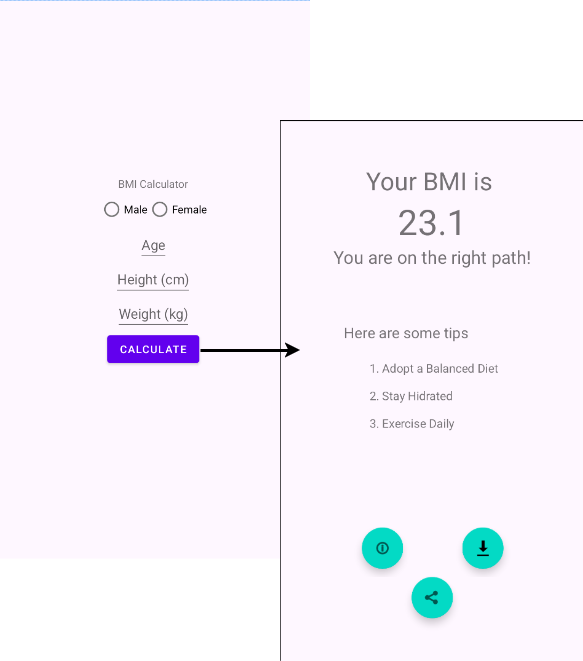 BMI Calculator
Male Female
Age
Height (cm)
Weight (kg)
CALCULATE
Your BMI is
23.1
You are on the right path!
Here are some tips
1. Adopt a Balanced Diet
2. Stay Hidrated
3. Exercise Daily